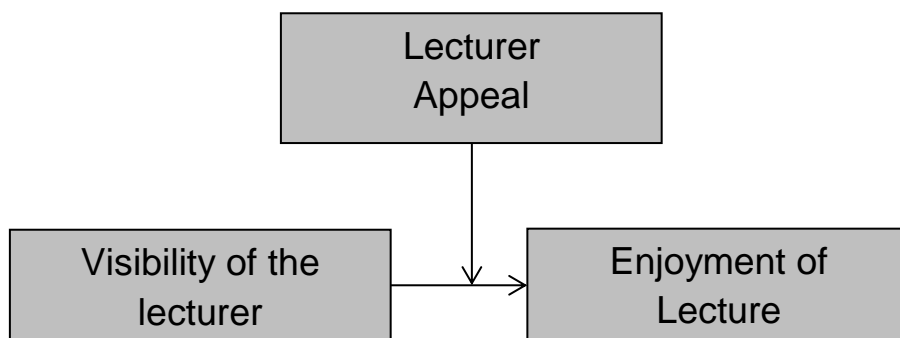 Lecturer
Appeal
Visibility of the
lecturer
Enjoyment of
Lecture